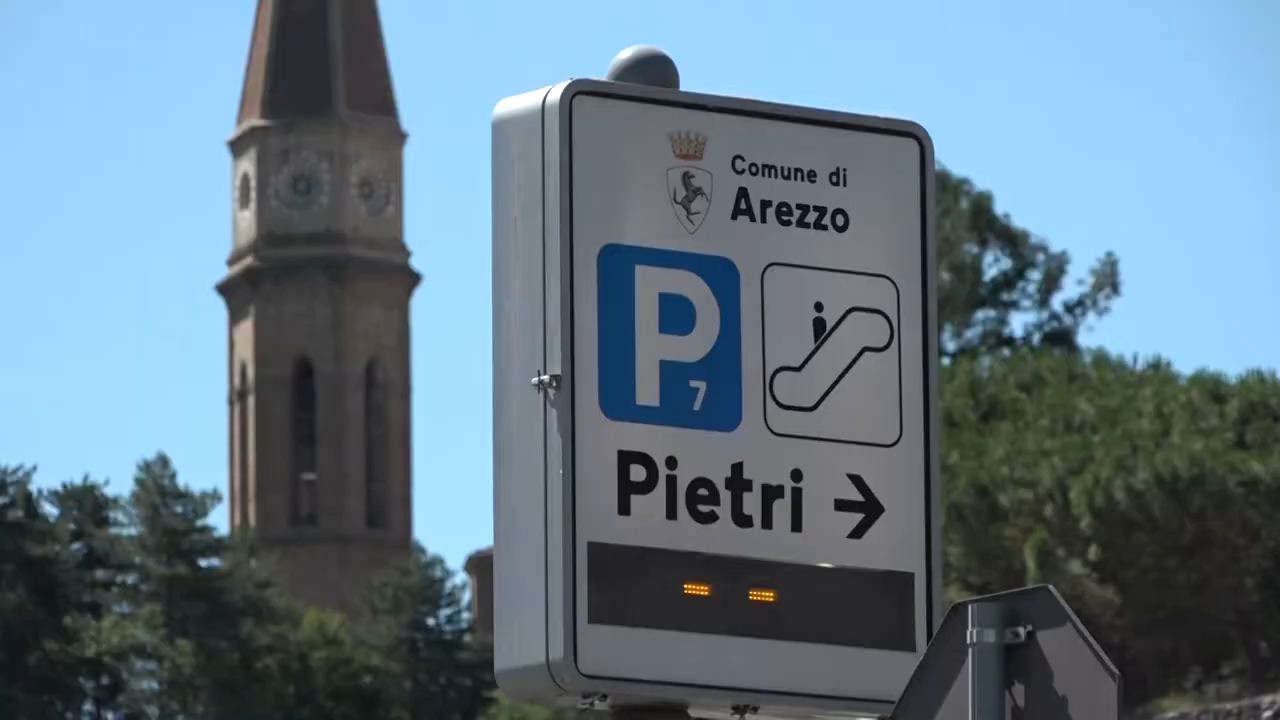 Comune di
Arezzo
P
7
Pietri →
- -